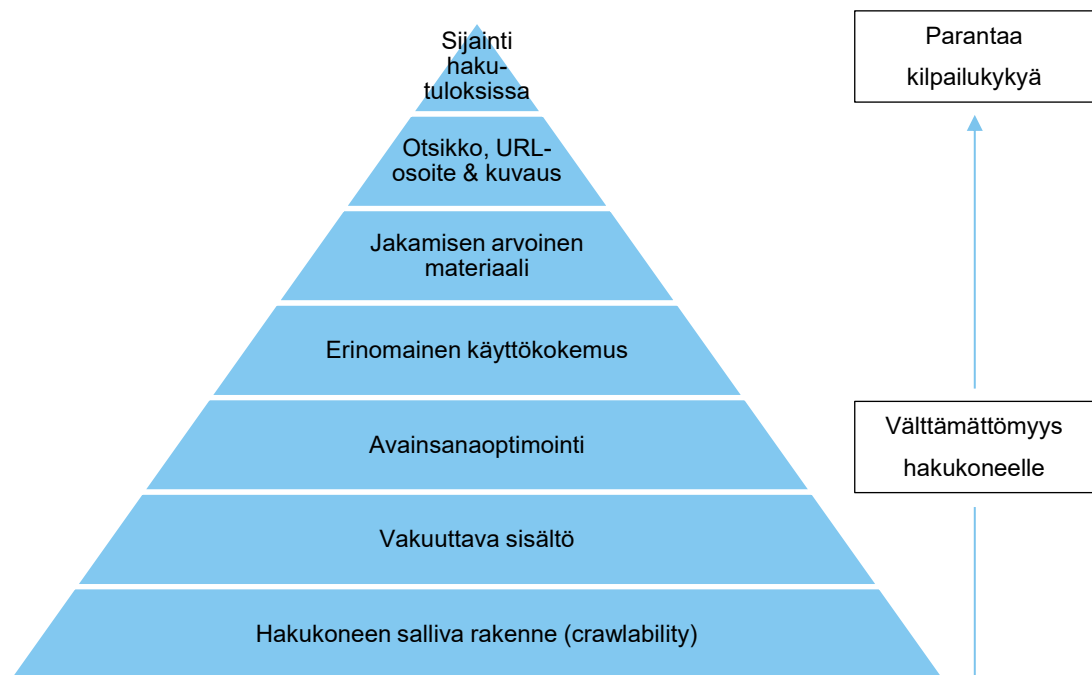 Sijainti
haku-
tuloksissa
Otsikko, URL-
osoite & kuvaus
Jakamisen arvoinen
materiaali
Erinomainen käyttökokemus
Avainsanaoptimointi
Vakuuttava sisältö
Hakukoneen salliva rakenne (crawlability)
Parantaa
kilpailukykyä
Välttämättömyys
hakukoneelle